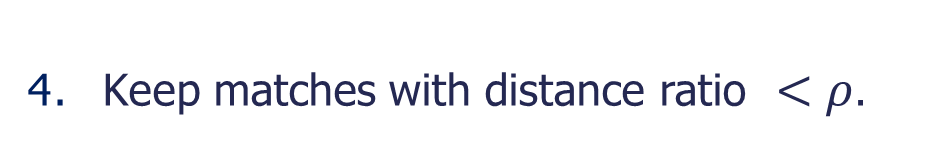 4. Keep matches with distance ratio < ρ.